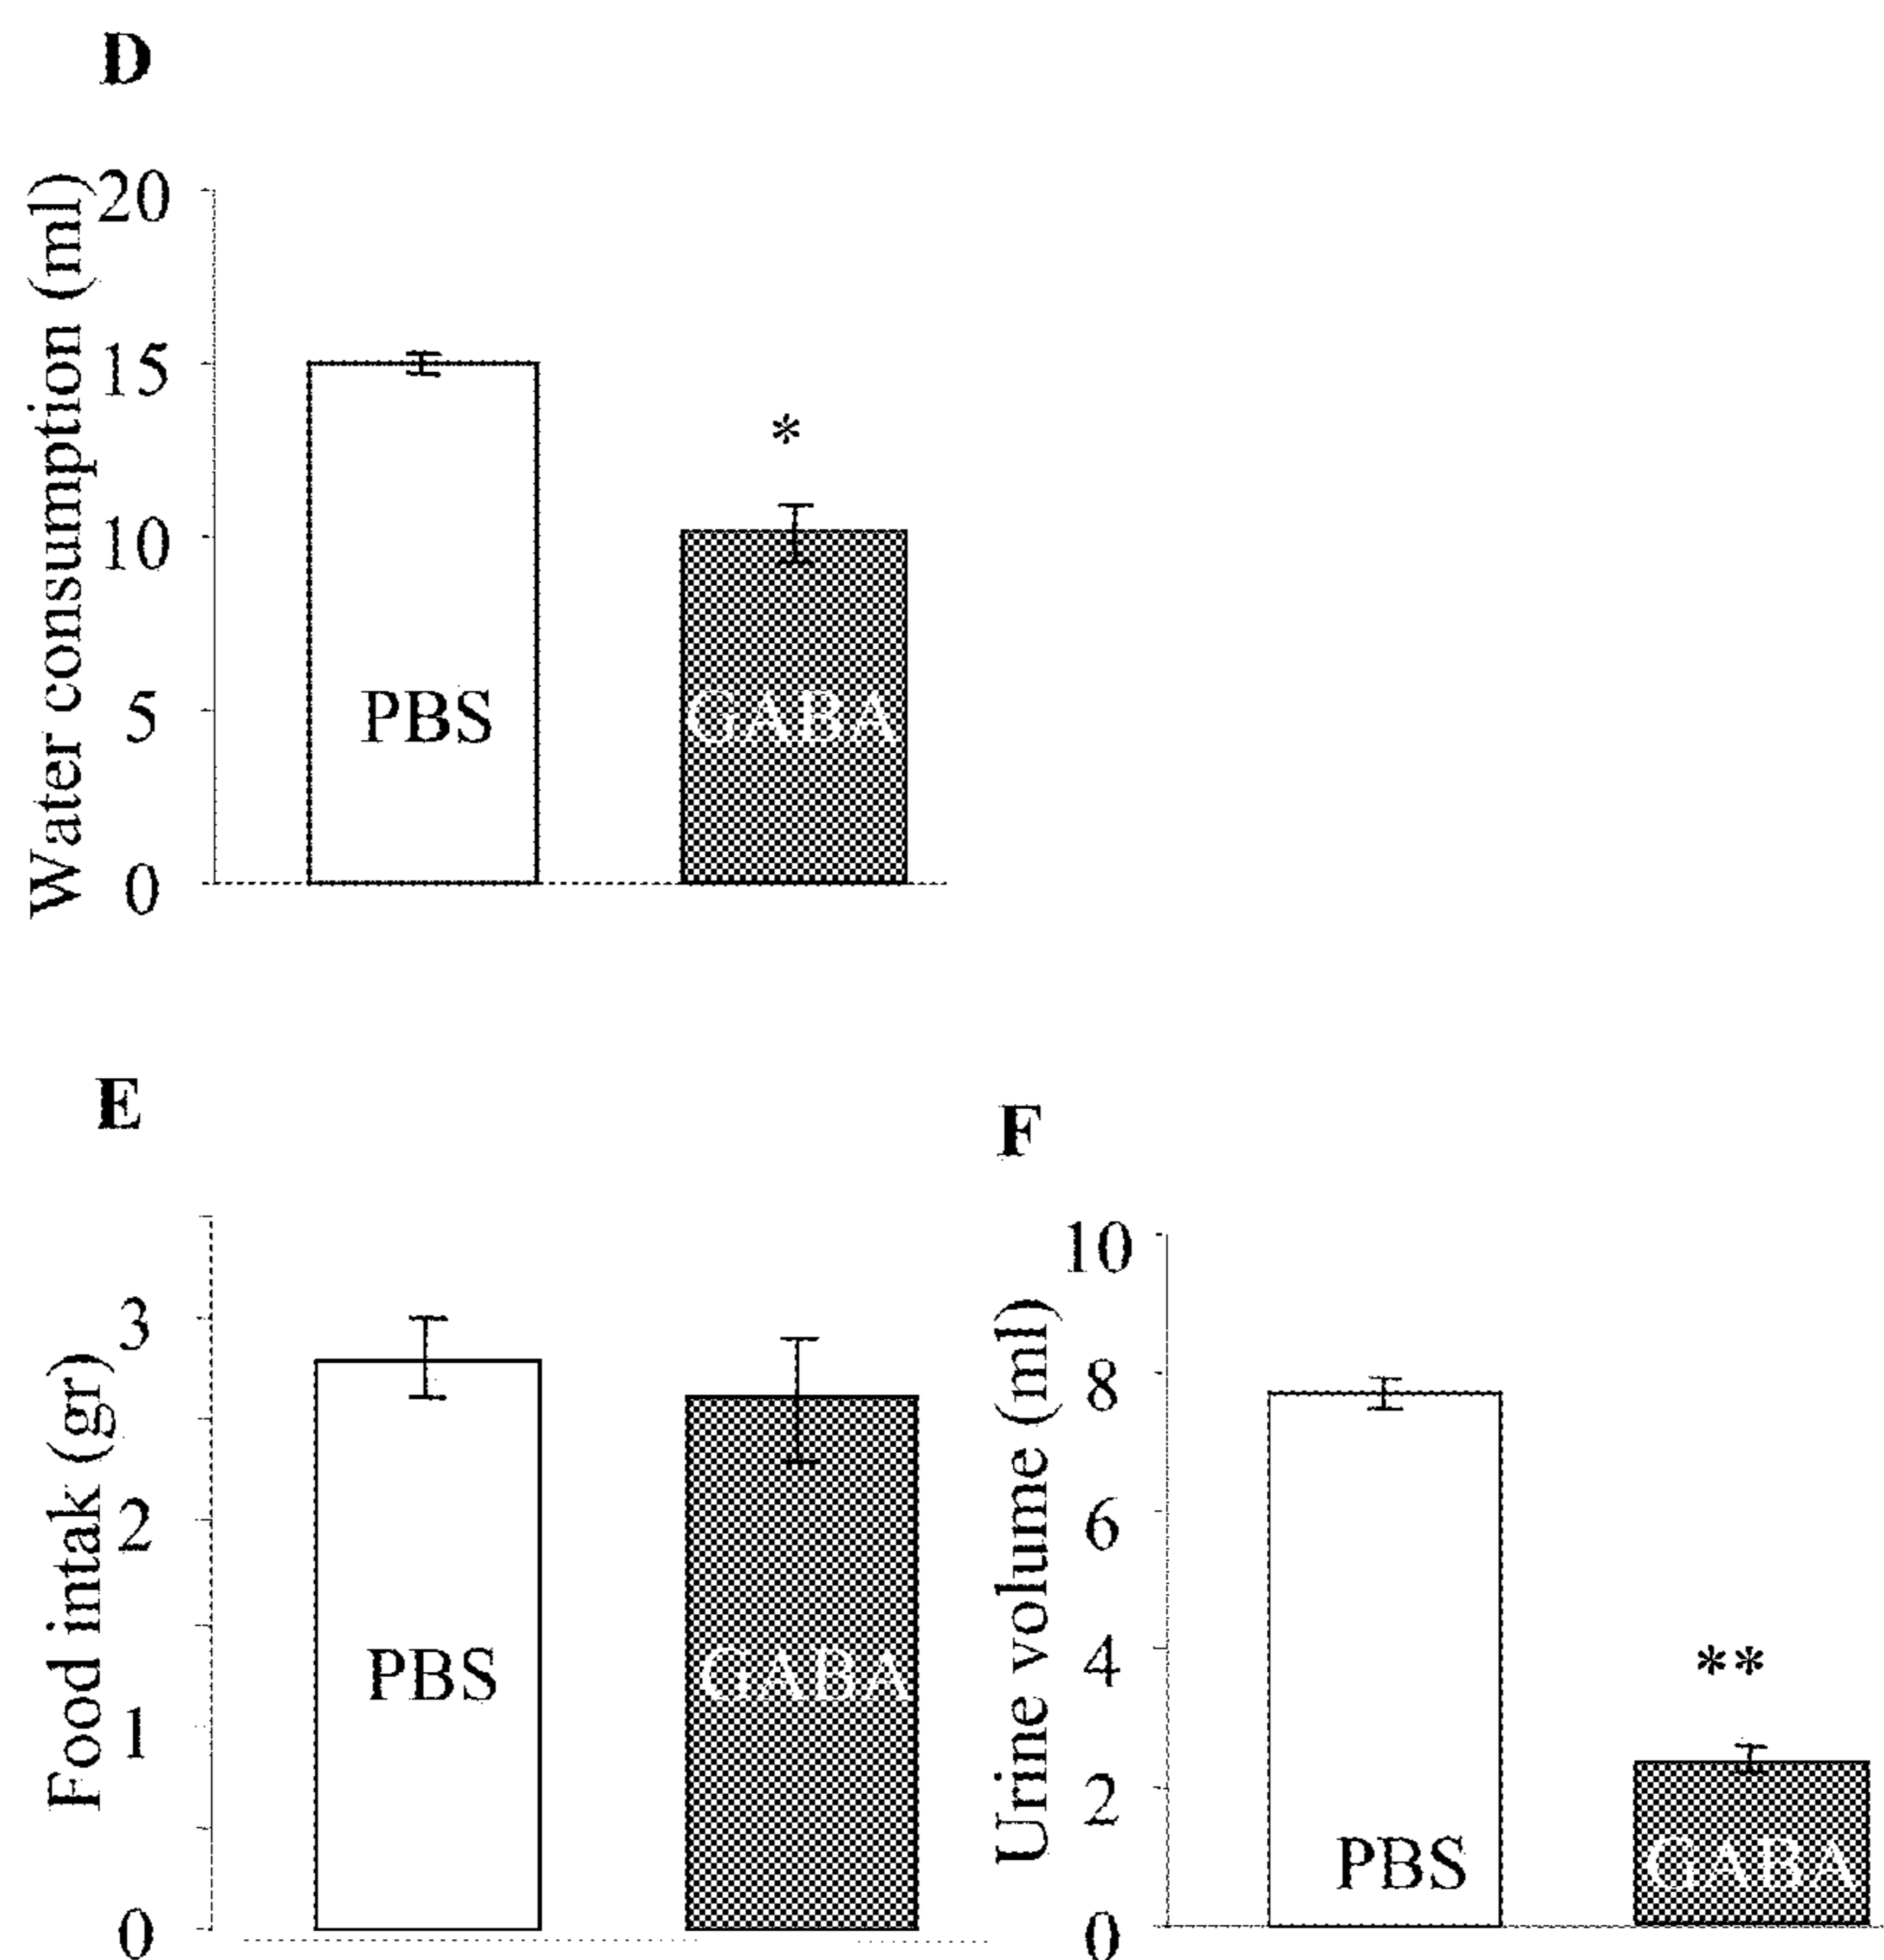 D
Water consumption (ml)
20
15
10
5
0
*
PBS
GABA
E
Food intak (gr)
3
2
1
0
PBS
GABA
F
Urine volume (ml)
10
8
6
4
2
0
**
PBS
GABA